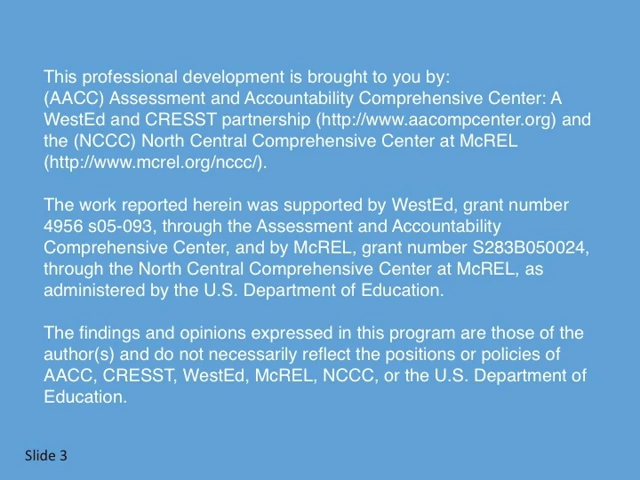 This professional development is brought to you by:
(AACC) Assessment and Accountability Comprehensive Center: A
WestEd and CRESST partnership (http://www.aacompcenter.org) and
the (NCCC) North Central Comprehensive Center at McREL
(http://www.mcrel.org/nccc/).
The work reported herein was supported by WestEd, grant number
4956 s05-093, through the Assessment and Accountability
Comprehensive Center, and by McREL, grant number S283B050024,
through the North Central Comprehensive Center at McREL, as
administered by the U.S. Department of Education.
The findings and opinions expressed in this program are those of the
author(s) and do not necessarily reflect the positions or policies of
AACC, CRESST, WestEd, McREL, NCCC, or the U.S. Department of
Education.
Slide 3